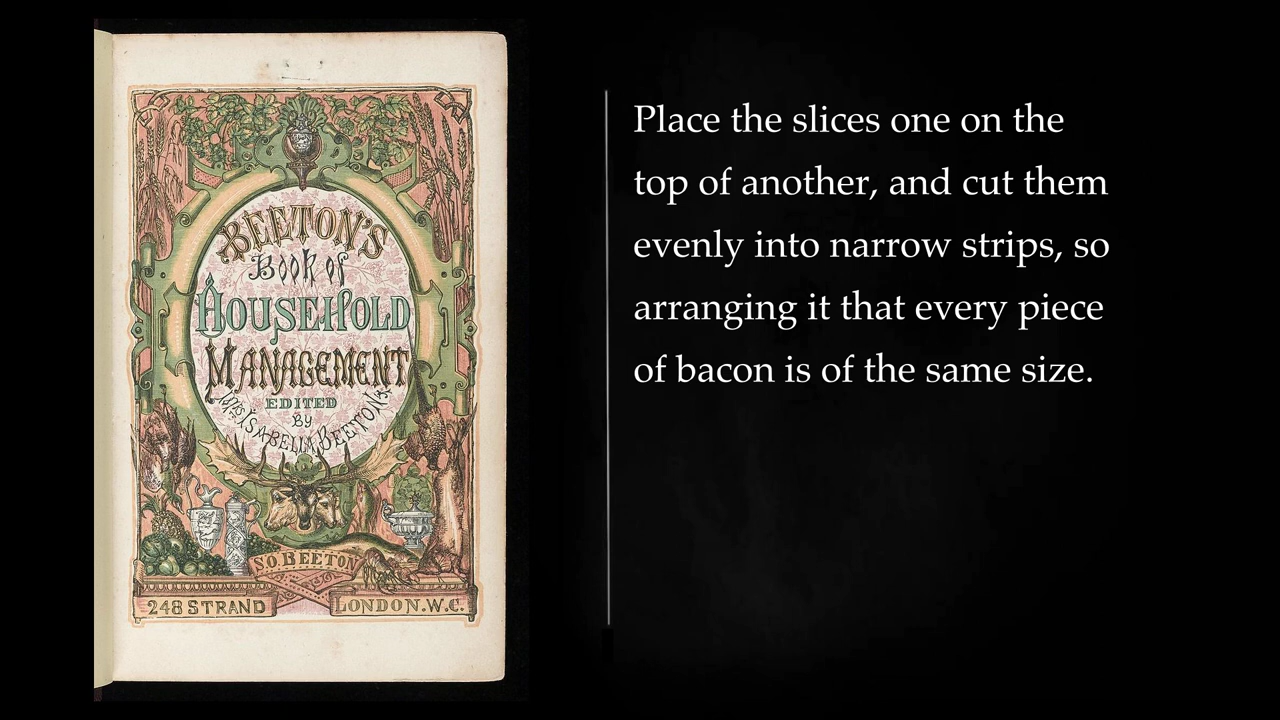 BEETON'S
Book of
HOUSEHOLD
MANAGEMENT
EDITED
BY
MRS ISABELLA BEETON.
S.O. BEETON
248 STRAND
LONDON. W.C.
Place the slices one on the
top of another, and cut them
evenly into narrow strips, so
arranging it that every piece
of bacon is of the same size.